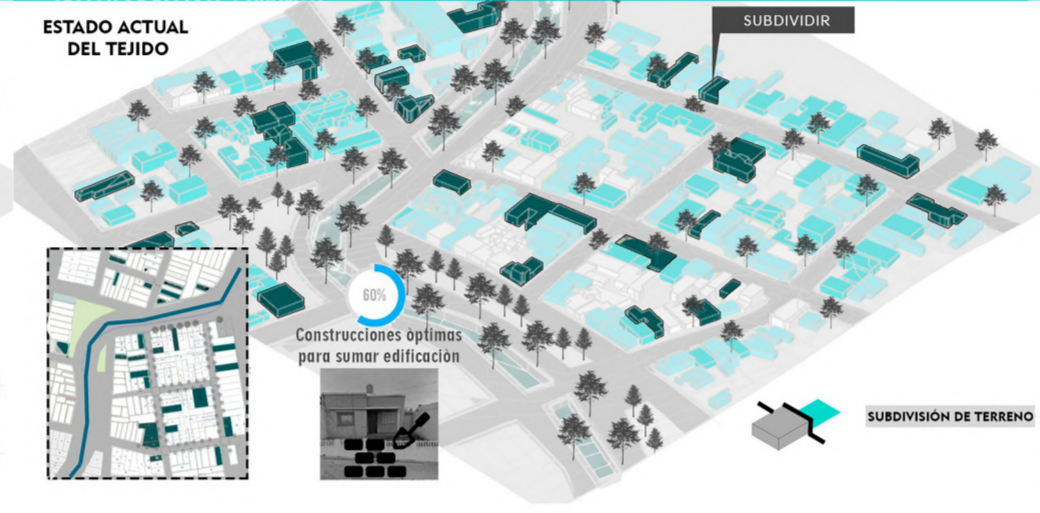 ESTADO ACTUAL
DEL TEJIDO
SUBDIVIDIR
60%
Construcciones òptimas
para sumar edificaciòn
SUBDIVISIÓN DE TERRENO